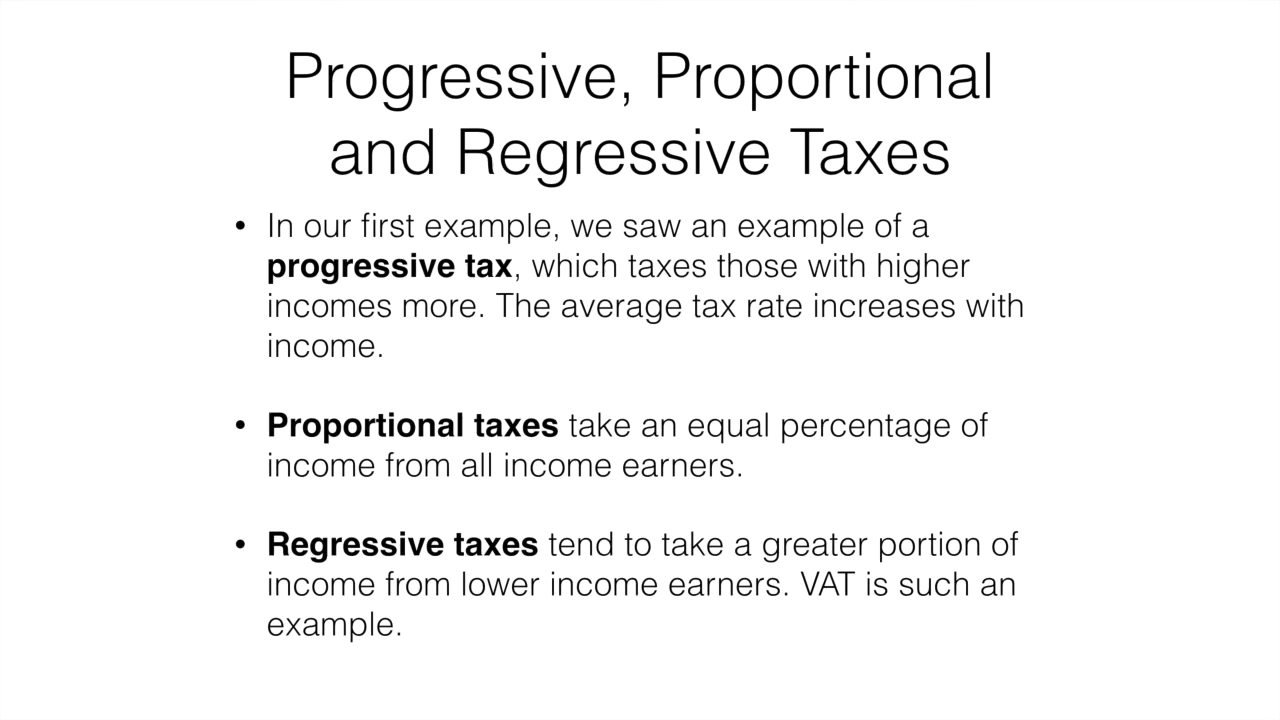 Progressive, Proportional
and Regressive Taxes
• In our first example, we saw an example of a
progressive tax, which taxes those with higher
incomes more. The average tax rate increases with
income.
• Proportional taxes take an equal percentage of
income from all income earners.
• Regressive taxes tend to take a greater portion of
income from lower income earners. VAT is such an
example.